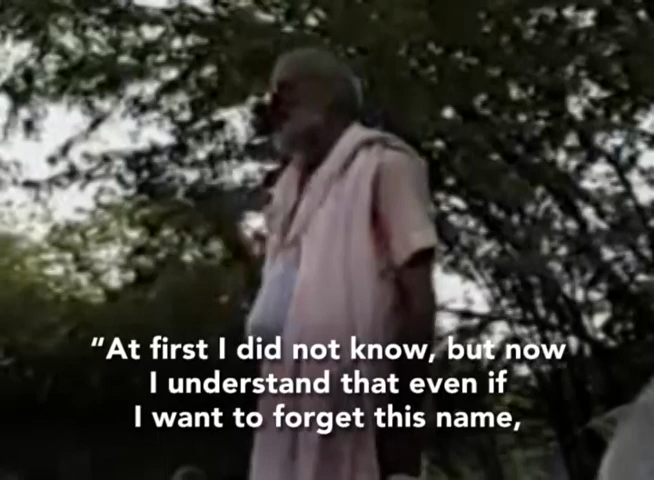 “At first I did not know, but now
I understand that even if
I want to forget this name,